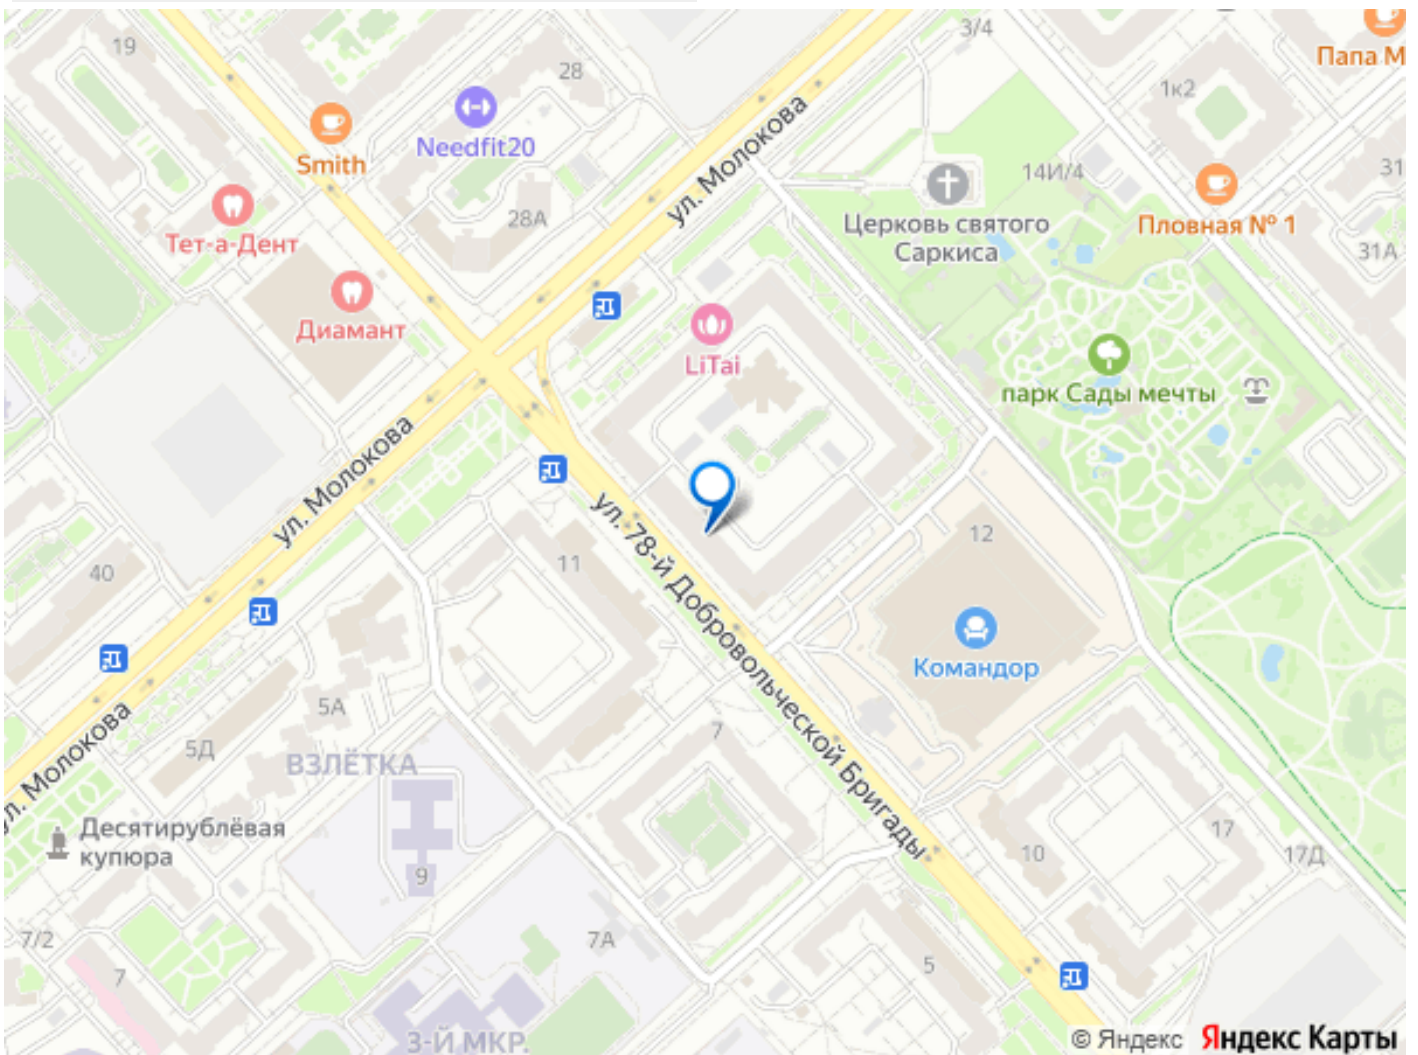 19
28
3/4
Папа М
1к2
Smith
Needfit20
ул. Молокова
14И/4
31
28А
Церковь святого
Саркиса
Пловная № 1
31А
Тет-а-Дент
Диамант
LiTai
парк Сады мечты
ул. Молокова
ул. 78-й Добровольческой Бригады
12
11
40
Командор
5А
7
5Д
ВЗЛЁТКА
ул. Молокова
Десятирублёвая
купюра
9
10
17
17Д
7/2
7
7А
5
3-Й МКР.
© Яндекс Яндекс Карты